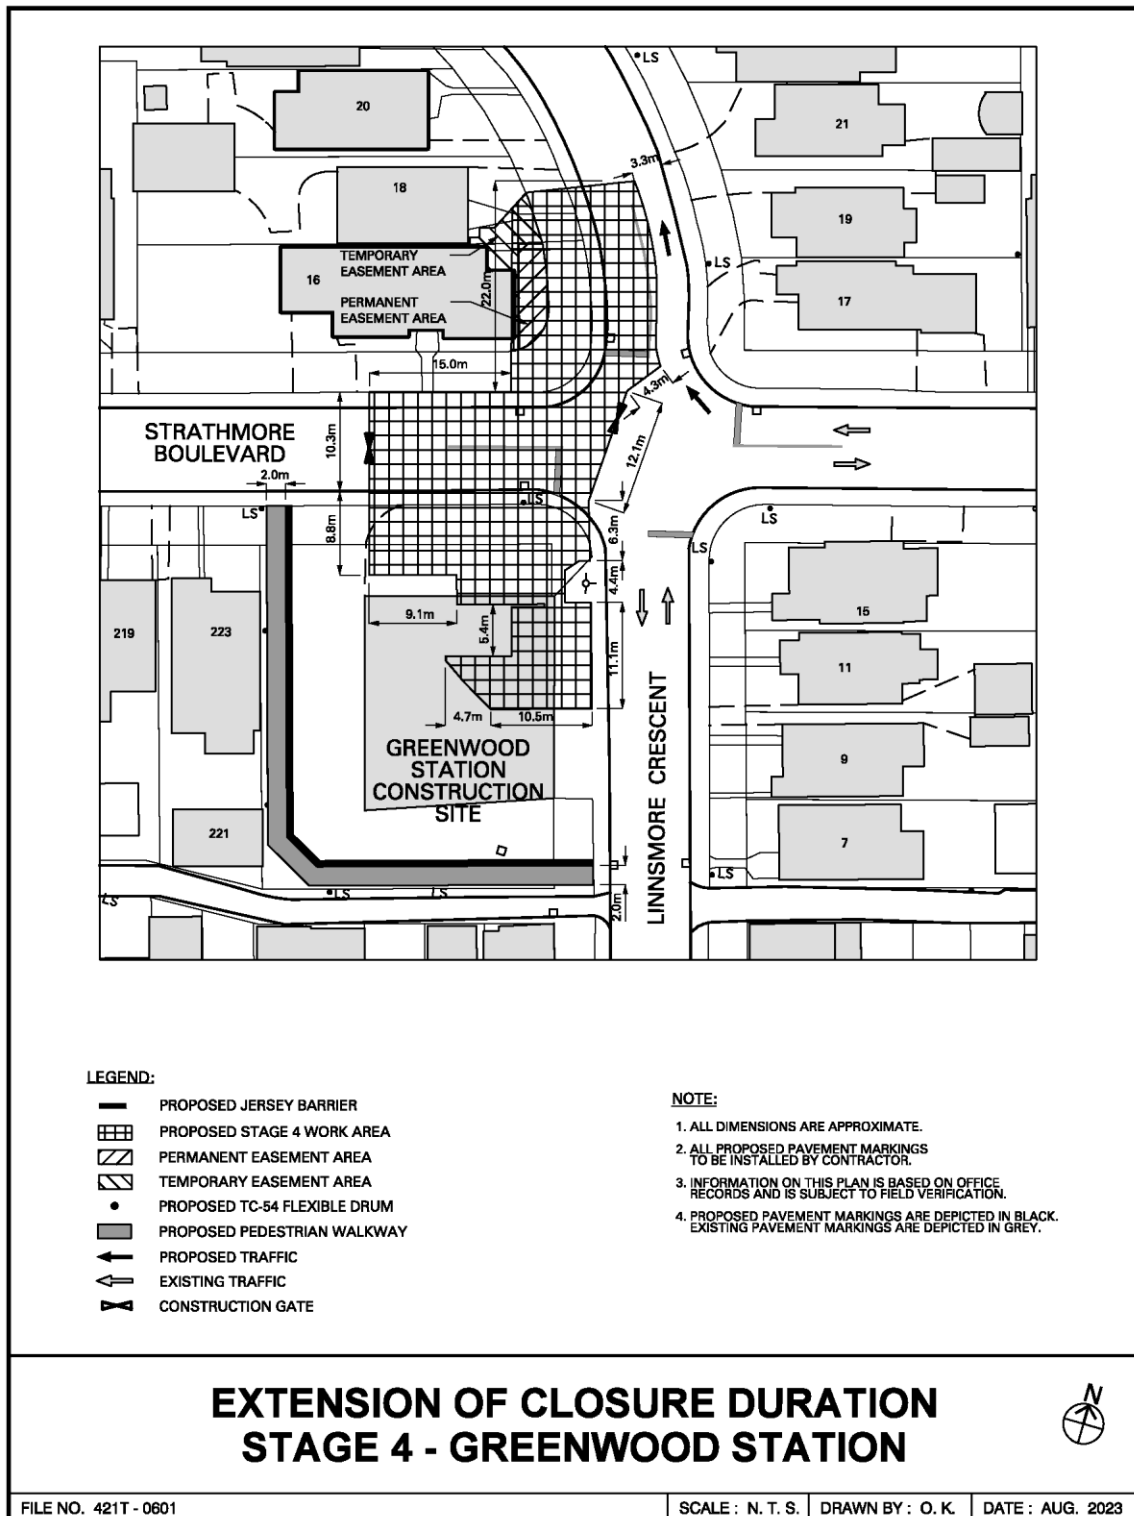 LS
20
21
3.3m
18
19
TEMPORARY
EASEMENT AREA
LS
16
22.0m
PERMANENT
EASEMENT AREA
17
15.0m
4.3m
STRATHMORE
BOULEVARD
10.3m
12.1m
2.0m
LS
LS
LS
8.8m
6.3m
LS
4.4m
219
223
9.1m
5.4m
11.1m
15
11
4.7m
10.5m
GREENWOOD
STATION
CONSTRUCTION
SITE
LINNSMORE CRESCENT
9
221
7
LS
LS
LS
LS
2.0m
LEGEND:
PROPOSED JERSEY BARRIER
PROPOSED STAGE 4 WORK AREA
PERMANENT EASEMENT AREA
TEMPORARY EASEMENT AREA
PROPOSED TC-54 FLEXIBLE DRUM
PROPOSED PEDESTRIAN WALKWAY
PROPOSED TRAFFIC
EXISTING TRAFFIC
CONSTRUCTION GATE
NOTE:
1. ALL DIMENSIONS ARE APPROXIMATE.
2. ALL PROPOSED PAVEMENT MARKINGS
TO BE INSTALLED BY CONTRACTOR.
3. INFORMATION ON THIS PLAN IS BASED ON OFFICE
RECORDS AND IS SUBJECT TO FIELD VERIFICATION.
4. PROPOSED PAVEMENT MARKINGS ARE DEPICTED IN BLACK.
EXISTING PAVEMENT MARKINGS ARE DEPICTED IN GREY.
EXTENSION OF CLOSURE DURATION
STAGE 4 - GREENWOOD STATION
N
FILE NO. 421T - 0601
SCALE : N. T. S.
DRAWN BY : O. K.
DATE : AUG. 2023